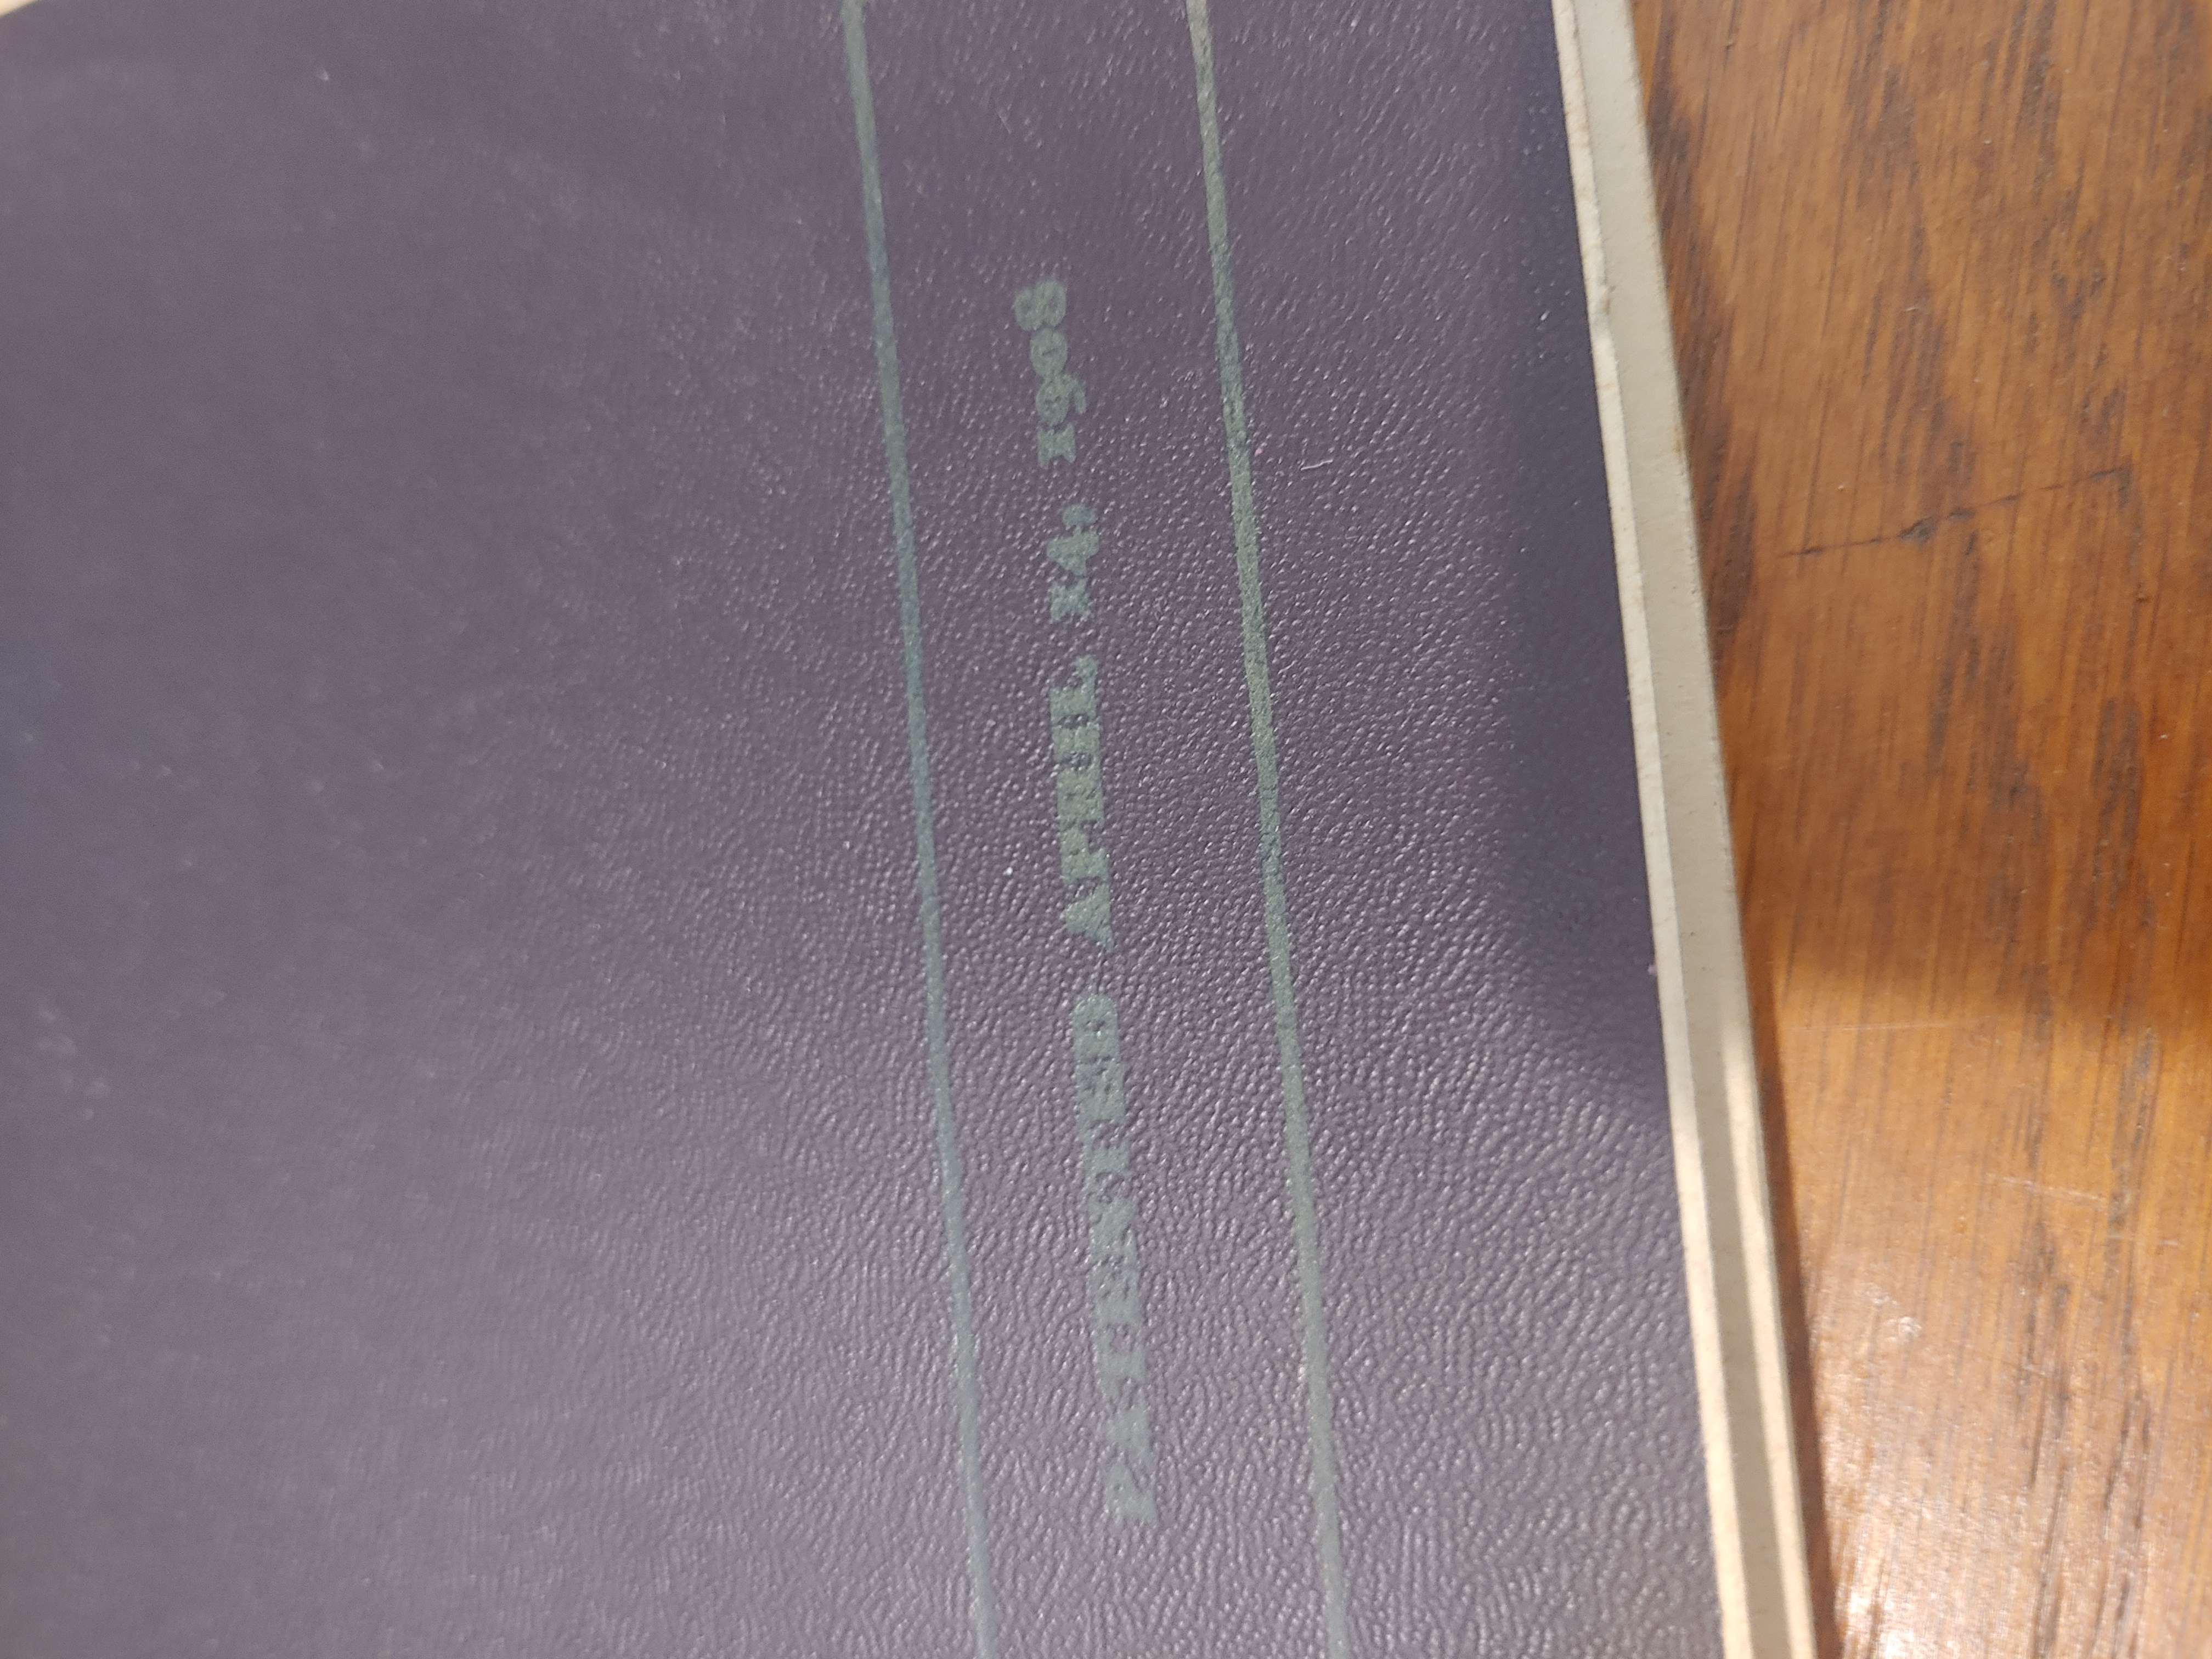 PATENTED APRIL 14, 1908